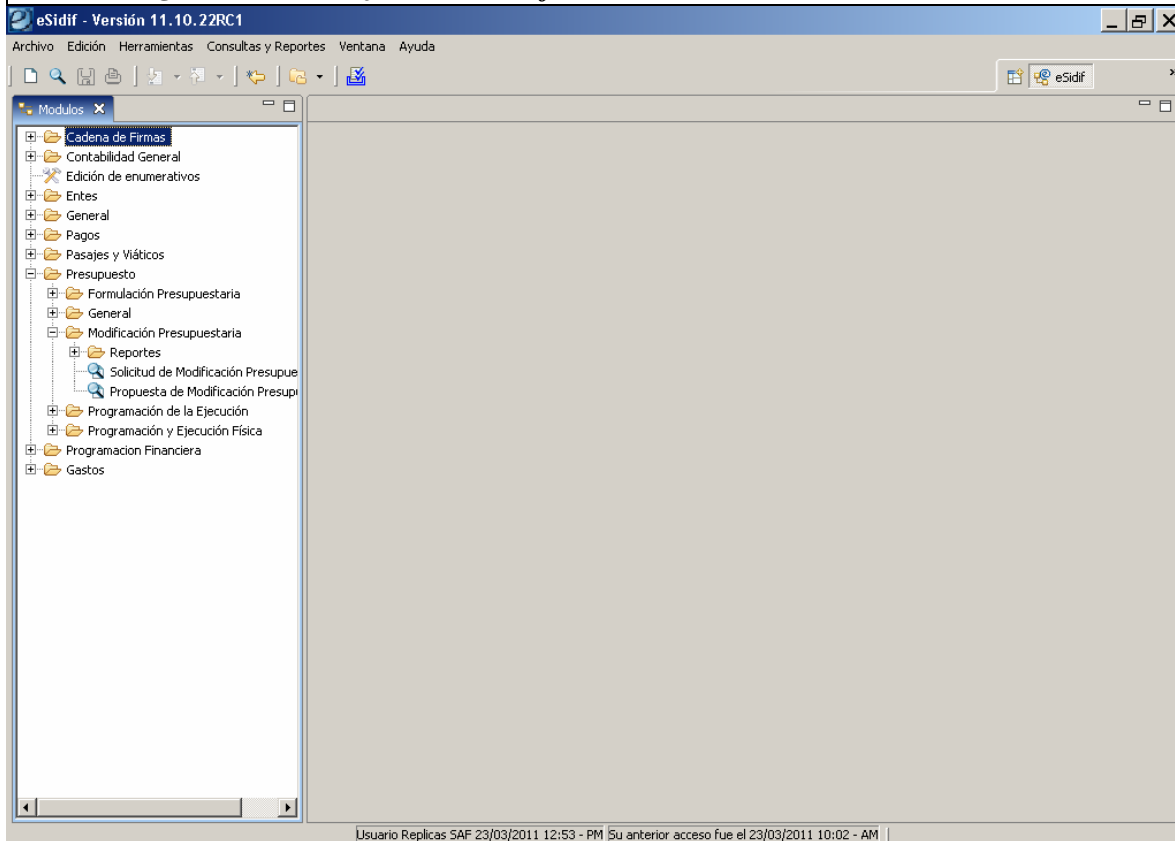 eSidif - Versión 11.10.22RC1
Archivo Edición Herramientas Consultas y Reportes Ventana Ayuda
eSidif
Modulos
Cadena de Firmas
Contabilidad General
Edición de enumerativos
Entes
General
Pagos
Pasajes y Viáticos
Presupuesto
Formulación Presupuestaria
General
Modificación Presupuestaria
Reportes
Solicitud de Modificación Presupue
Propuesta de Modificación Presup
Programación de la Ejecución
Programación y Ejecución Física
Programacion Financiera
Gastos
Usuario Replicas SAF 23/03/2011 12:53 - PM Su anterior acceso fue el 23/03/2011 10:02 - AM